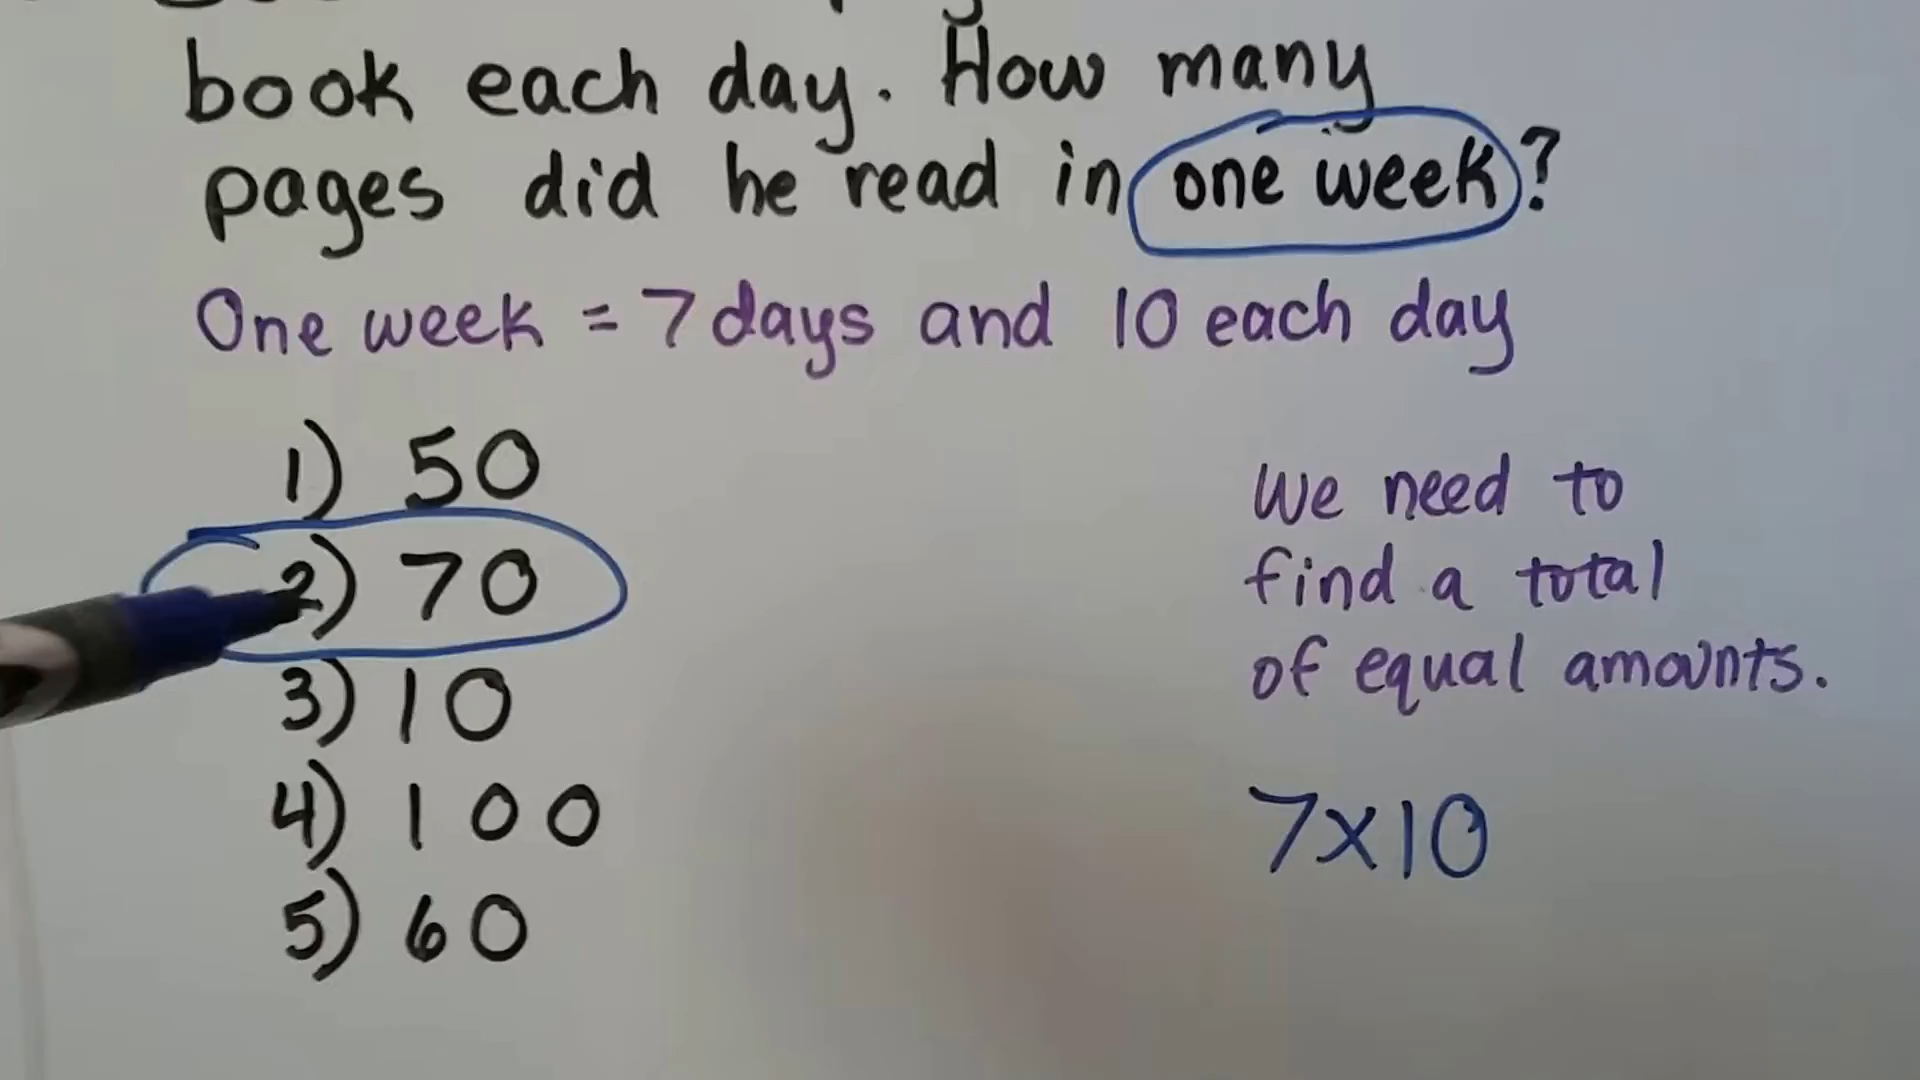 book each day. How many
pages did he read in one week?
One week = 7 days and 10 each day
1) 50
2) 70
3) 10
4) 100
5) 60
We need to
find a total
of equal amounts.
7x10